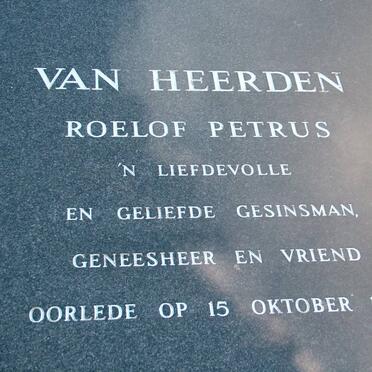 VAN HEERDEN
ROELOF PETRUS
'N LIEFDEVOLLE
EN GELIEFDE GESINSMAN,
GENEESHEER EN VRIEND
OORLEDE OP 15 OKTOBER